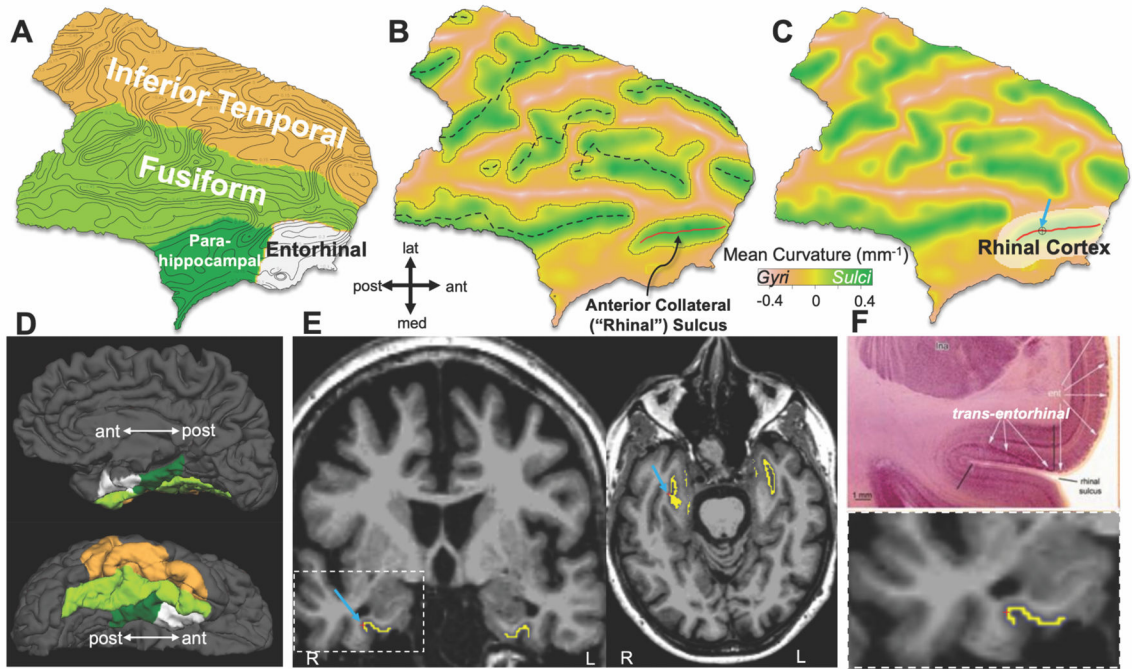 A
Inferior Temporal
Fusiform
Para-
hippocampal
Entorhinal
lat
post
ant
med
B
Anterior Collateral
("Rhinal") Sulcus
C
Rhinal Cortex
Mean Curvature (mm-1)
Gyri
Sulci
-0.4
0
0.4
D
ant
post
post
ant
E
R
L
R
L
F
ent
trans-entorhinal
rhinal
sulcus
1 mm